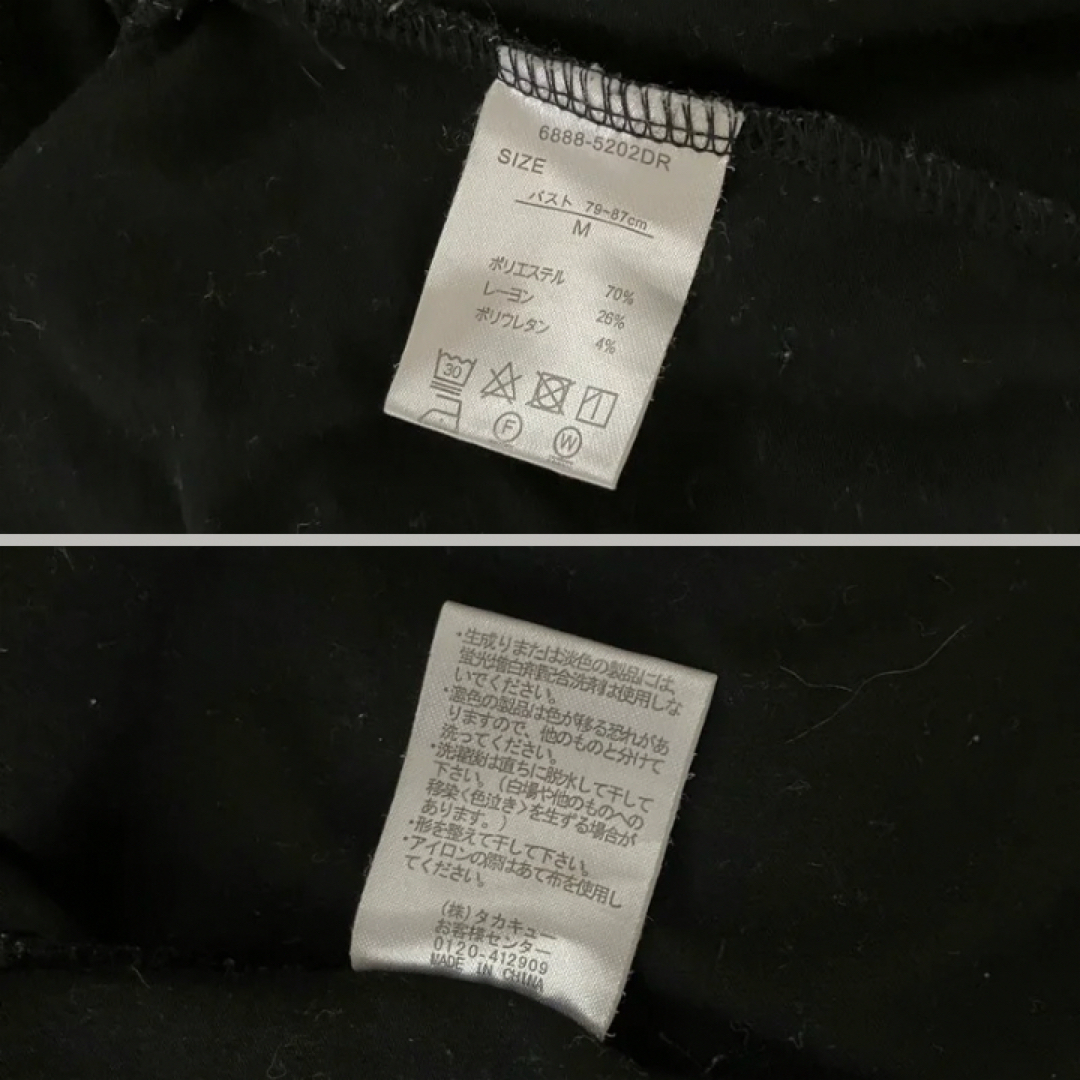 6888-5202DR
SIZE
バスト 79~87cm
M
ポリエステル 70%
レーヨン 26%
ポリウレタン 4%
30
F
W
・生成りまたは淡色の製品には、
蛍光増白剤配合洗剤は使用しな
いでください。
・濃色の製品は色が移る恐れがあ
りますので、他のものと分けて
洗ってください。
・洗濯後は直ちに脱水して干して
下さい。(白場や他のものへの
移染<色泣き>を生ずる場合が
あります。)
・形を整えて干して下さい。
・アイロンの際はあて布を使用し
てください。
(株)タカキュー
お客様センター
0120-412909
MADE IN CHINA